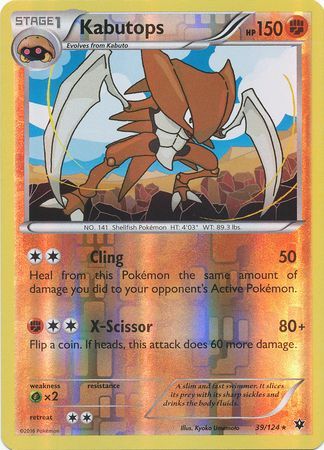 STAGE1 Kabutops HP150
Evolves from Kabuto
NO. 141 Shellfish Pokémon HT: 4'03" WT: 89.3 lbs.
Cling 50
Heal from this Pokémon the same amount of
damage you did to your opponent's Active Pokémon.
X-Scissor 80+
Flip a coin. If heads, this attack does 60 more damage.
weakness resistance
×2
retreat
A slim and fast swimmer. It slices
its prey with its sharp sickles and
drinks the body fluids.
©2016 Pokémon Illus. Kyoko Umemoto 39/124